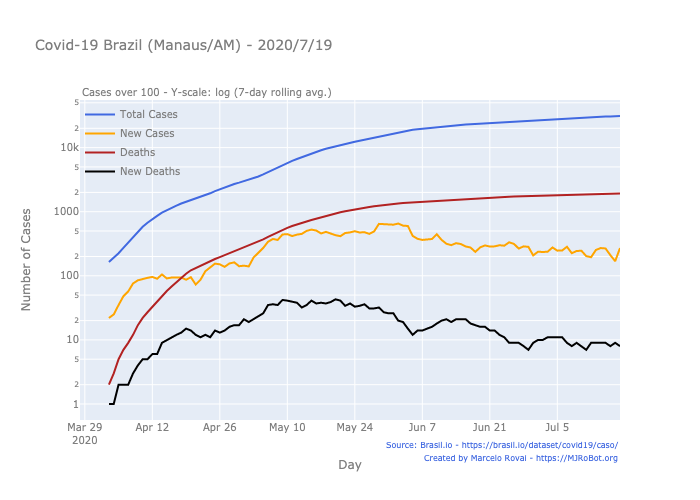 Covid-19 Brazil (Manaus/AM) - 2020/7/19
Cases over 100 - Y-scale: log (7-day rolling avg.)
Total Cases
New Cases
Deaths
New Deaths
5
2
10k
5
2
1000
5
2
100
5
2
10
5
2
1
Number of Cases
Mar 29
2020
Apr 12
Apr 26
May 10
May 24
Jun 7
Jun 21
Jul 5
Day
Source: Brasil.io - https://brasil.io/dataset/covid19/caso/
Created by Marcelo Rovai - https://MJRoBot.org